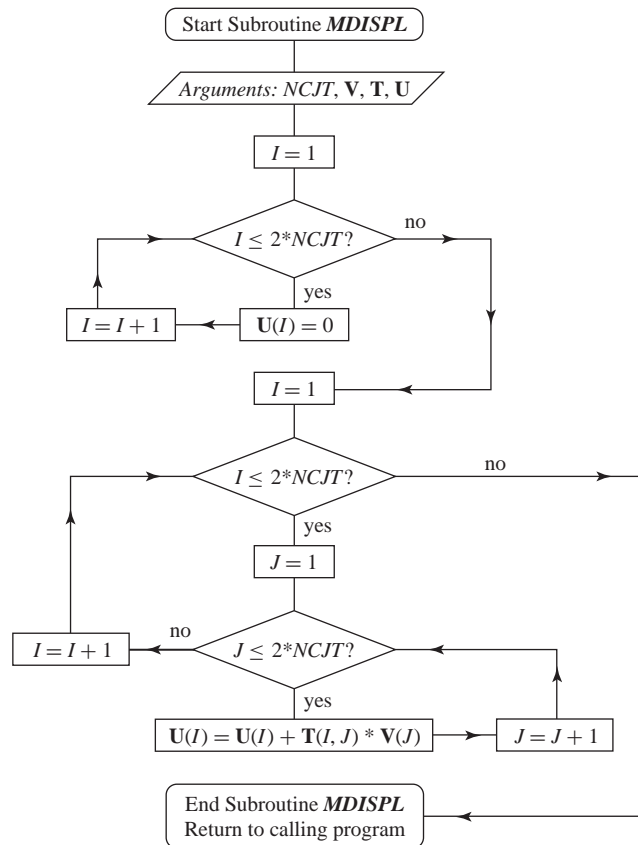 Start Subroutine MDISPL
Arguments: NCJT, V, T, U
I = 1
I ≤ 2*NCJT?
no
yes
I = I + 1
U(I) = 0
I = 1
I ≤ 2*NCJT?
no
yes
J = 1
I = I + 1
no
J ≤ 2*NCJT?
yes
U(I) = U(I) + T(I, J) * V(J)
J = J + 1
End Subroutine MDISPL
Return to calling program